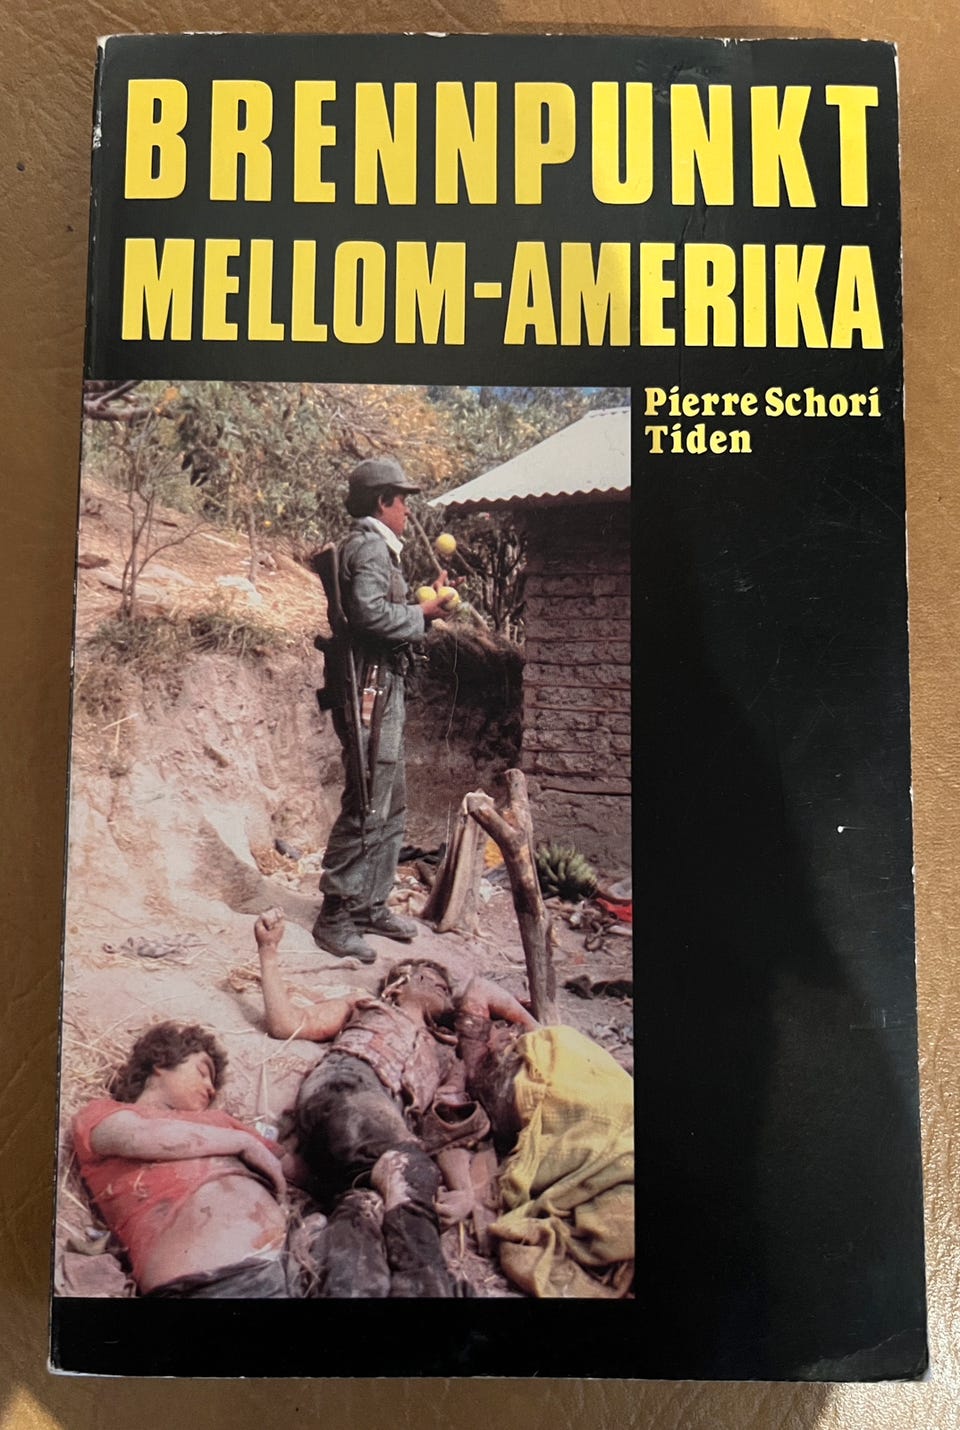 BRENNPUNKT
MELLOM-AMERIKA
Pierre Schori
Tiden